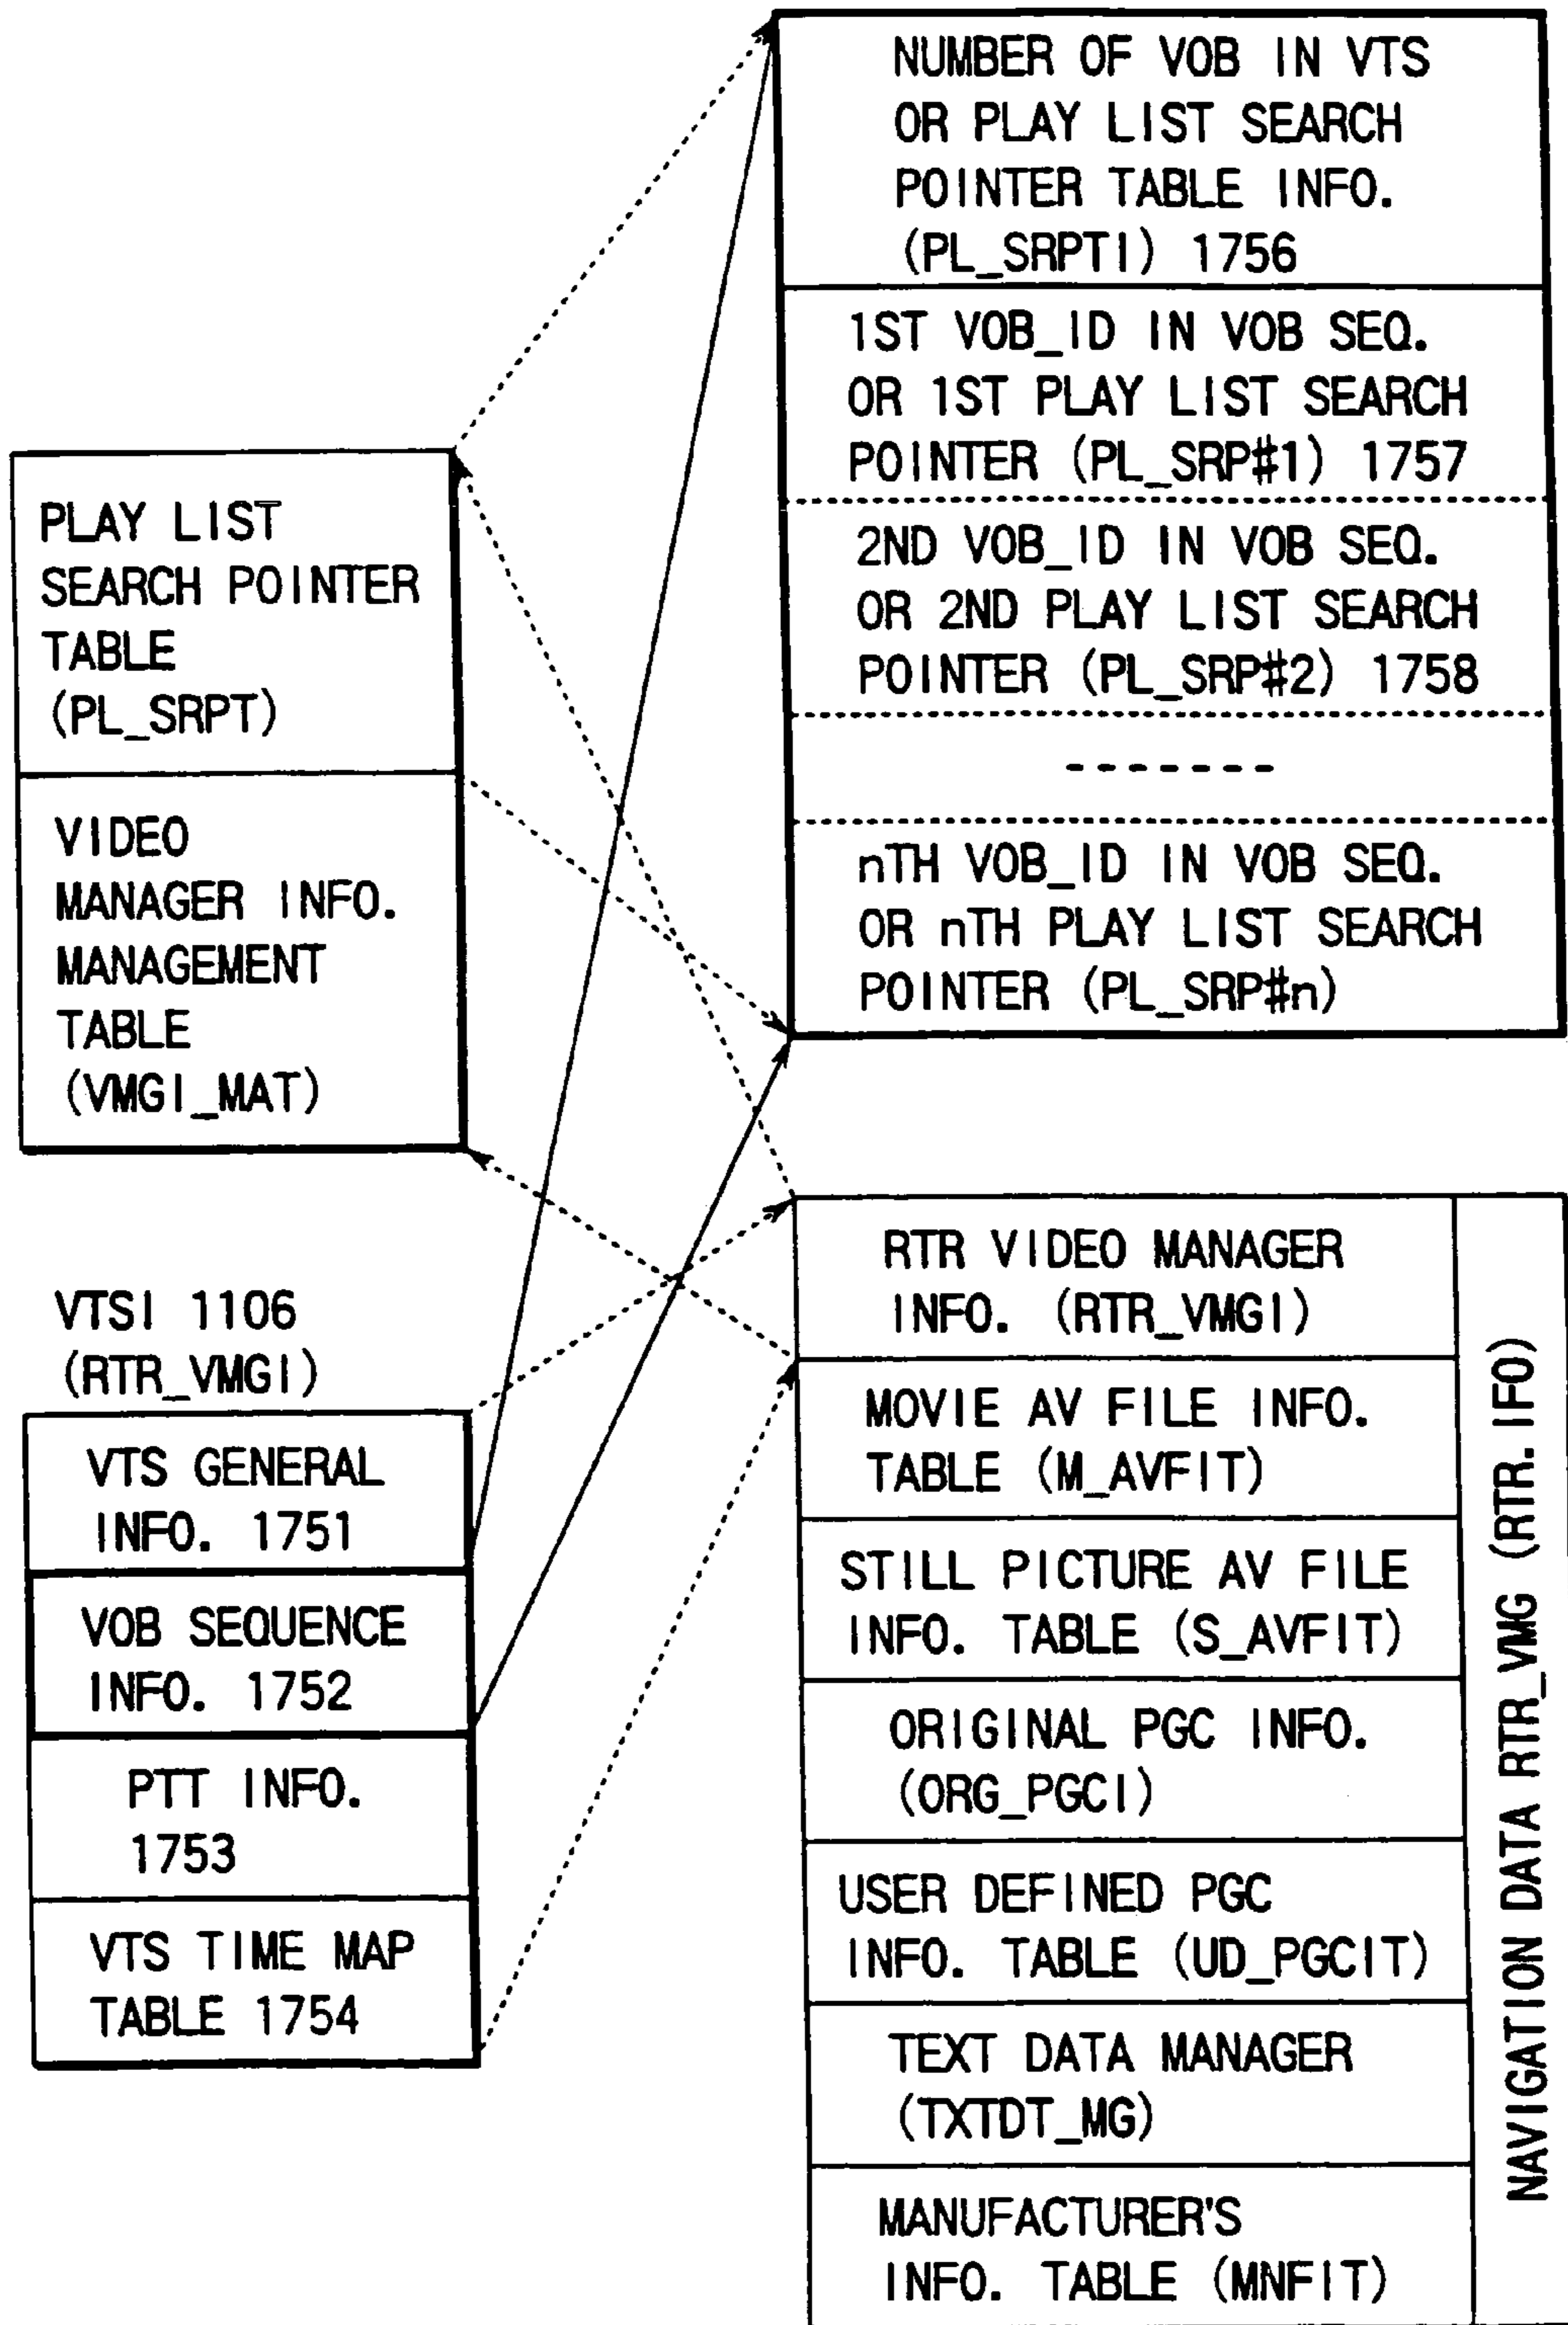 NUMBER OF VOB IN VTS
OR PLAY LIST SEARCH
POINTER TABLE INFO.
(PL_SRPTI) 1756
1ST VOB_ID IN VOB SEQ.
OR 1ST PLAY LIST SEARCH
POINTER (PL_SRP#1) 1757
2ND VOB_ID IN VOB SEQ.
OR 2ND PLAY LIST SEARCH
POINTER (PL_SRP#2) 1758
-------
nTH VOB_ID IN VOB SEQ.
OR nTH PLAY LIST SEARCH
POINTER (PL_SRP#n)
PLAY LIST
SEARCH POINTER
TABLE
(PL_SRPT)
VIDEO
MANAGER INFO.
MANAGEMENT
TABLE
(VMGI_MAT)
VTSI 1106
(RTR_VMGI)
VTS GENERAL
INFO. 1751
VOB SEQUENCE
INFO. 1752
PTT INFO.
1753
VTS TIME MAP
TABLE 1754
RTR VIDEO MANAGER
INFO. (RTR_VMGI)
MOVIE AV FILE INFO.
TABLE (M_AVFIT)
STILL PICTURE AV FILE
INFO. TABLE (S_AVFIT)
ORIGINAL PGC INFO.
(ORG_PGCI)
USER DEFINED PGC
INFO. TABLE (UD_PGCIT)
TEXT DATA MANAGER
(TXTDT_MG)
MANUFACTURER'S
INFO. TABLE (MNFIT)
NAVIGATION DATA RTR_VMG (RTR. IFO)